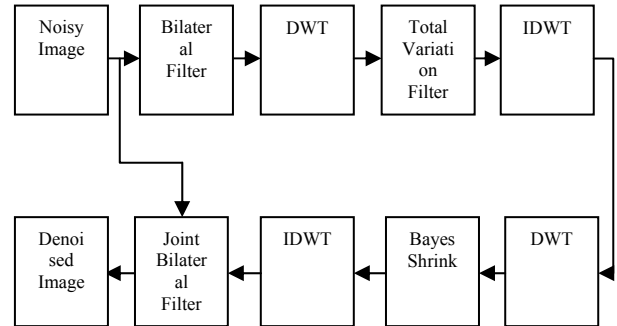 Noisy
Image
Bilater
al
Filter
DWT
Total
Variati
on
Filter
IDWT
Denoi
sed
Image
Joint
Bilater
al
Filter
IDWT
Bayes
Shrink
DWT